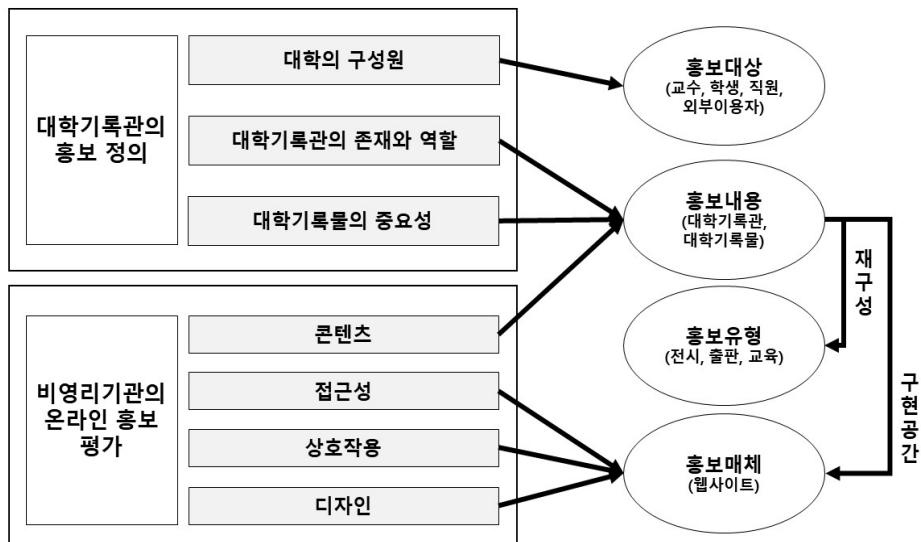 대학기록관의
홍보 정의
대학의 구성원
대학기록관의 존재와 역할
대학기록물의 중요성
비영리기관의
온라인 홍보
평가
콘텐츠
접근성
상호작용
디자인
홍보대상
(교수, 학생, 직원,
외부이용자)
홍보내용
(대학기록관,
대학기록물)
홍보유형
(전시, 출판, 교육)
홍보매체
(웹사이트)
재구성
구현공간